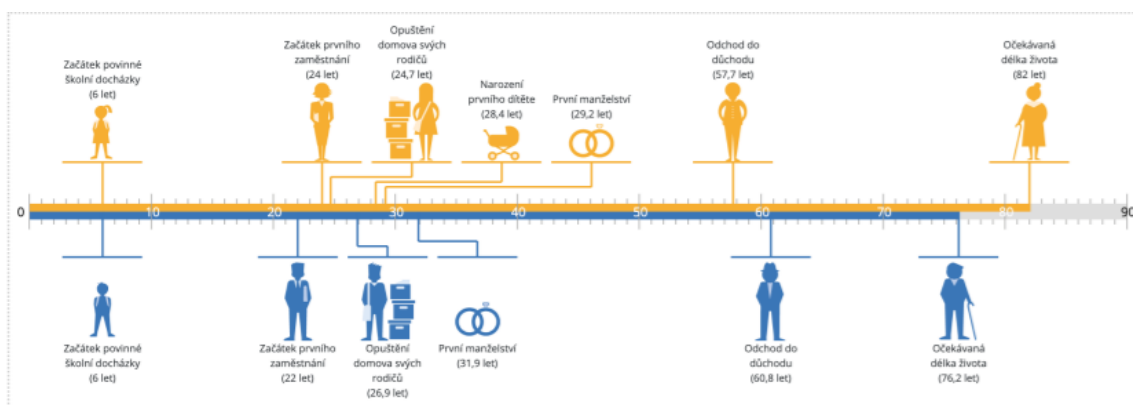 Začátek povinné
školní docházky
(6 let)
Začátek prvního
zaměstnání
(24 let)
Opuštění
domova svých
rodičů
(24,7 let)
Narození
prvního dítěte
(28,4 let)
První manželství
(29,2 let)
Odchod do
důchodu
(57,7 let)
Očekávaná
délka života
(82 let)
0 10 20 30 40 50 60 70 80 90
Začátek povinné
školní docházky
(6 let)
Začátek prvního
zaměstnání
(22 let)
Opuštění
domova svých
rodičů
(26,9 let)
První manželství
(31,9 let)
Odchod do
důchodu
(60,8 let)
Očekávaná
délka života
(76,2 let)